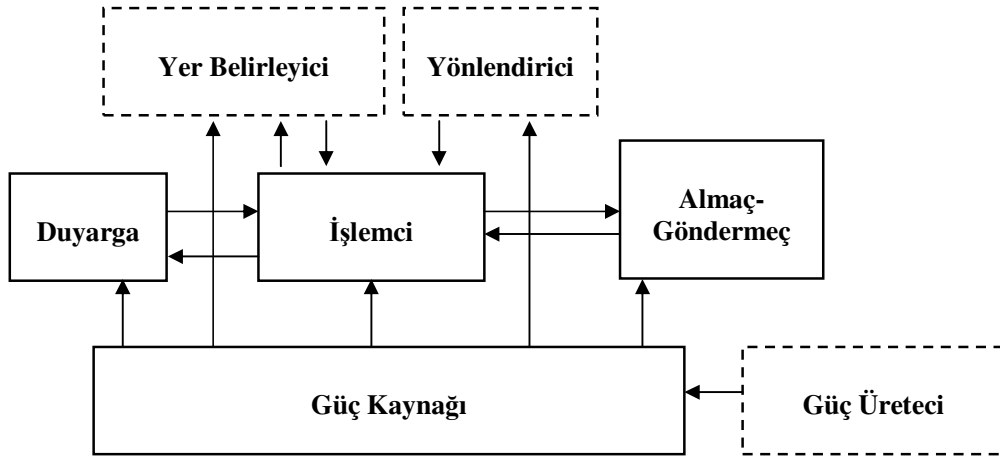 Yer Belirleyici
Yönlendirici
Duyarga
İşlemci
Almaç-
Göndermeç
Güç Kaynağı
Güç Üreteci